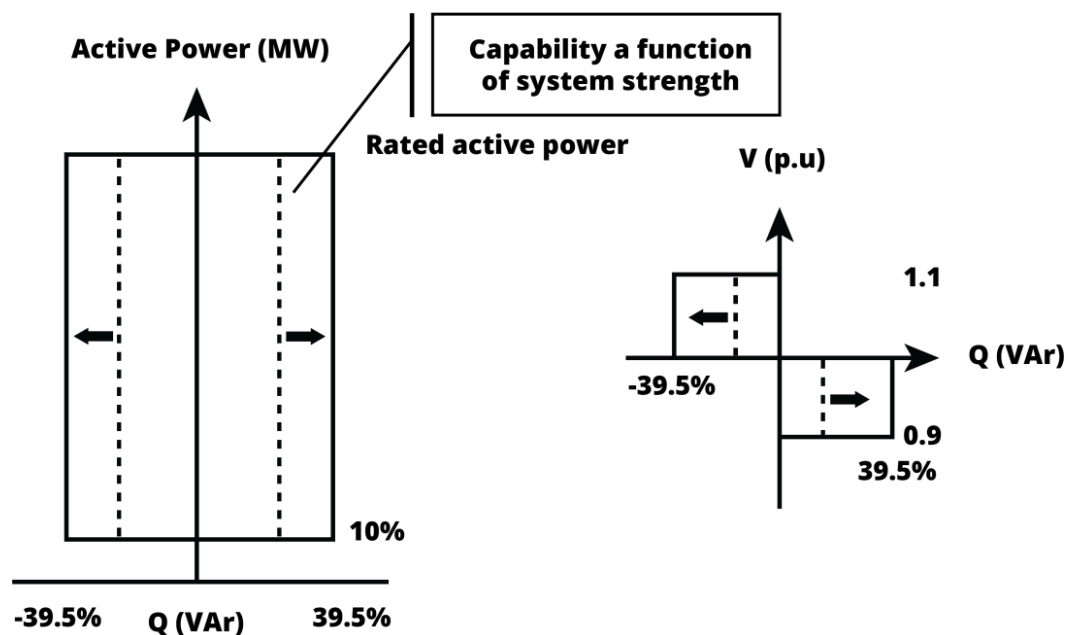 Active Power (MW)
Capability a function
of system strength
Rated active power
10%
-39.5%
Q (VAr)
39.5%
V (p.u)
1.1
Q (VAr)
-39.5%
0.9
39.5%